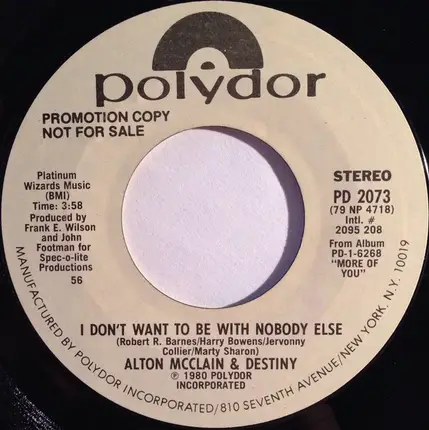 polydor
PROMOTION COPY
NOT FOR SALE
Platinum
Wizards Music
(BMI)
Time: 3:58
Produced by
Frank E. Wilson
and John
Footman for
Spec-o-lite
Productions
56
STEREO
PD 2073
(79 NP 4718)
Intl. #
2095 208
From Album
PD-1-6268
"MORE OF
YOU"
I DON'T WANT TO BE WITH NOBODY ELSE
(Robert R. Barnes/Harry Bowens/Jervonny
Collier/Marty Sharon)
ALTON MCCLAIN & DESTINY
℗ 1980 POLYDOR
INCORPORATED
MANUFACTURED BY POLYDOR INCORPORATED/810 SEVENTH AVENUE/NEW YORK, N.Y. 10019